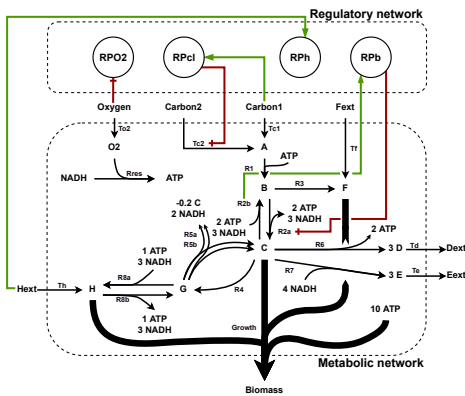 Regulatory network
RPO2
RPcl
RPh
RPb
Oxygen
Carbon2
Carbon1
Fext
To2
Tc2
Tc1
Tf
O2
A
NADH
Rres
ATP
R1
ATP
B
R3
F
R2b
-0.2 C
2 NADH
2 ATP
3 NADH
2 ATP
3 NADH
R2a
2 ATP
R5a
R5b
C
R6
3 D
Td
Dext
1 ATP
3 NADH
R7
3 E
Te
Eext
R8a
G
R4
4 NADH
Hext
Th
H
R8b
1 ATP
3 NADH
10 ATP
Growth
Metabolic network
Biomass